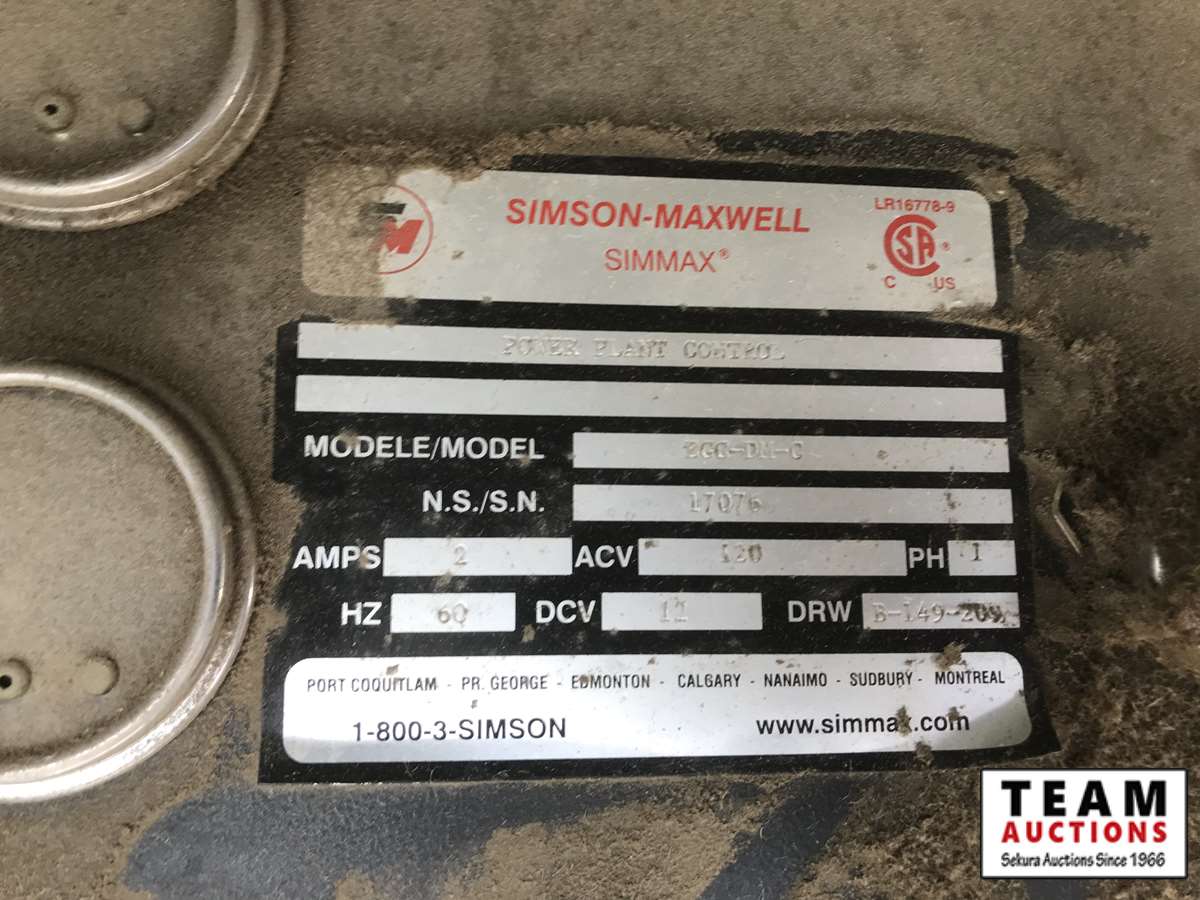 SM
SIMSON-MAXWELL
SIMMAX®
LR16778-9
CSA ®
C US
POWER PLANT CONTROL
MODELE/MODEL
N.S./S.N. 17076
AMPS 2 ACV 120 PH 1
HZ 60 DCV 12 DRW
PORT COQUITLAM - PR. GEORGE - EDMONTON - CALGARY - NANAIMO - SUDBURY - MONTREAL
1-800-3-SIMSON www.simmax.com
TEAM
AUCTIONS
Sekura Auctions Since 1966